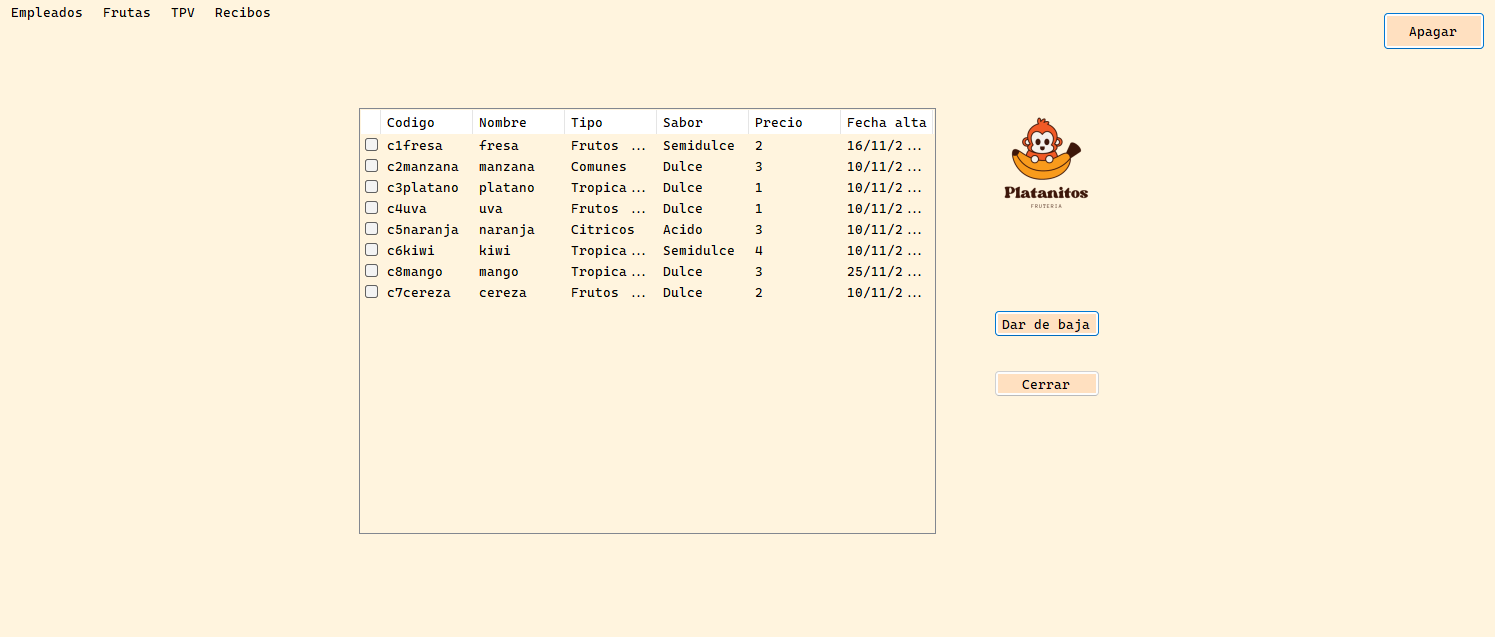 Empleados Frutas TPV Recibos
Apagar
Codigo Nombre Tipo Sabor Precio Fecha alta
c1fresa fresa Frutos ... Semidulce 2 16/11/2...
c2manzana manzana Comunes Dulce 3 10/11/2...
c3platano platano Tropica... Dulce 1 10/11/2...
c4uva uva Frutos ... Dulce 1 10/11/2...
c5naranja naranja Citricos Acido 3 10/11/2...
c6kiwi kiwi Tropica... Semidulce 4 10/11/2...
c8mango mango Tropica... Dulce 3 25/11/2...
c7cereza cereza Frutos ... Dulce 2 10/11/2...
Platanitos
FRUTERIA
Dar de baja
Cerrar